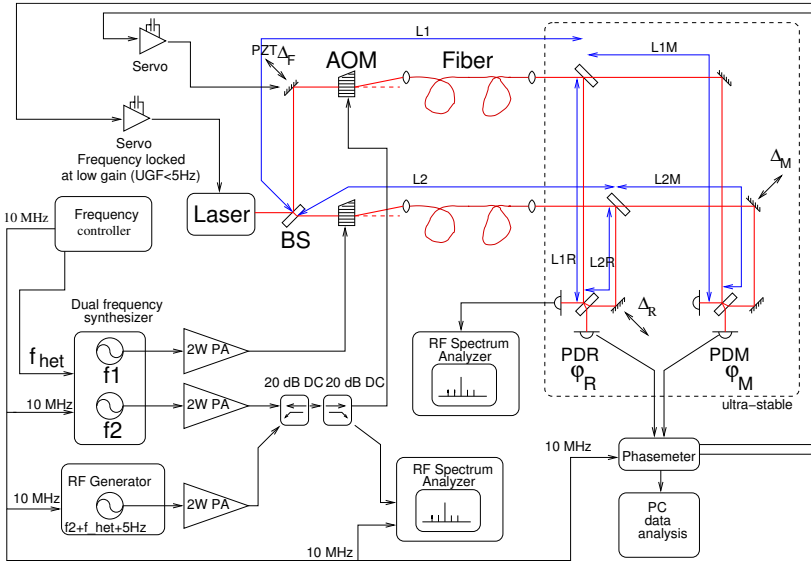 L1
PZT Δ_F
AOM
Fiber
L1M
Servo
Servo
Frequency locked
at low gain (UGF<5Hz)
L2
L2M
Δ_M
Laser
BS
10 MHz
Frequency
controller
L1R
L2R
Δ_R
Dual frequency
synthesizer
f_het
f1
2W PA
RF Spectrum
Analyzer
PDR
φ_R
PDM
φ_M
ultra-stable
20 dB DC
20 dB DC
10 MHz
f2
2W PA
10 MHz
Phasemeter
RF Generator
10 MHz
f2+f_het+5Hz
2W PA
RF Spectrum
Analyzer
PC
data
analysis
10 MHz